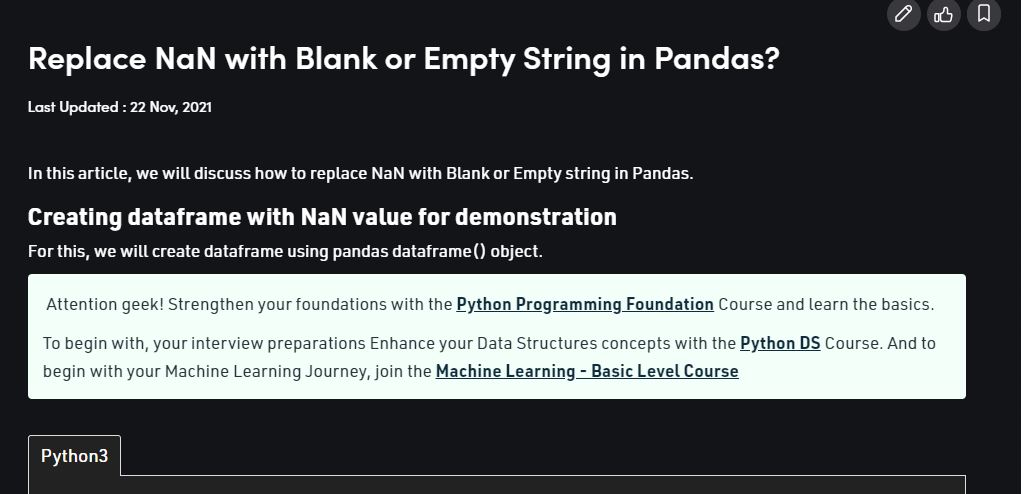 Replace NaN with Blank or Empty String in Pandas?
Last Updated : 22 Nov, 2021
In this article, we will discuss how to replace NaN with Blank or Empty string in Pandas.
Creating dataframe with NaN value for demonstration
For this, we will create dataframe using pandas dataframe() object.
Attention geek! Strengthen your foundations with the Python Programming Foundation Course and learn the basics.
To begin with, your interview preparations Enhance your Data Structures concepts with the Python DS Course. And to
begin with your Machine Learning Journey, join the Machine Learning - Basic Level Course
Python3